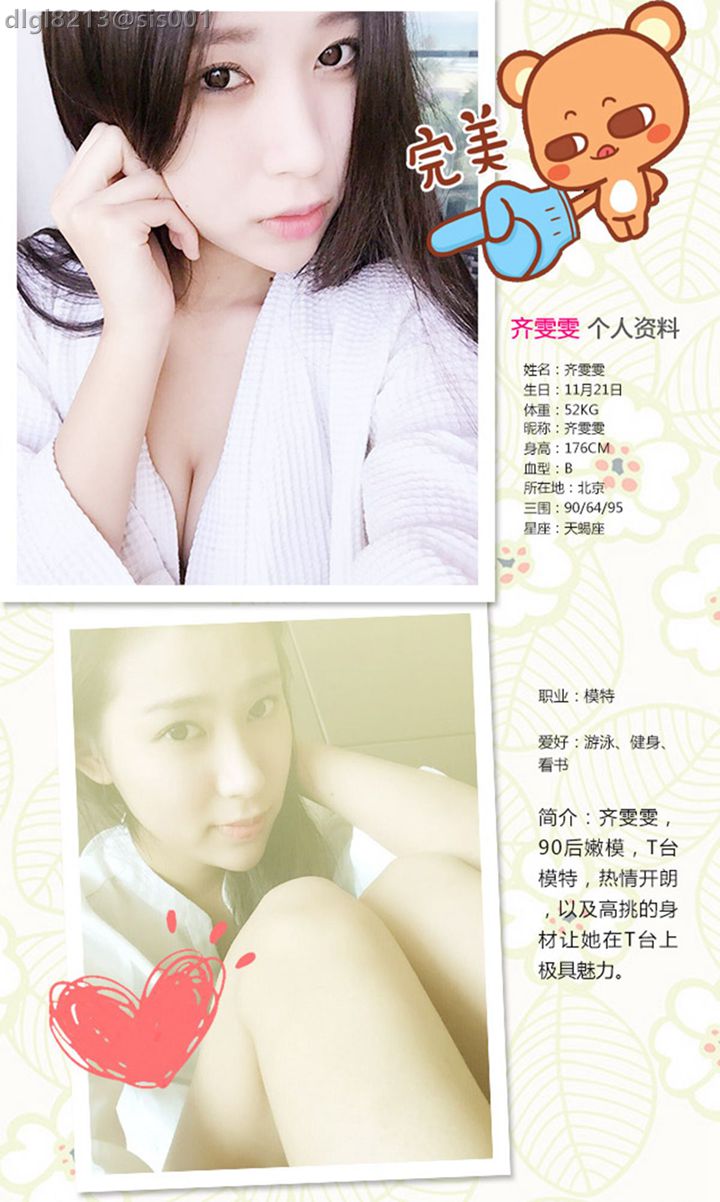 dlgl8213@sis001
完美
齐雯雯 个人资料
姓名：齐雯雯
生日：11月21日
体重：52KG
昵称：齐雯雯
身高：176CM
血型：B
所在地：北京
三围：90/64/95
星座：天蝎座
职业：模特
爱好：游泳、健身、
看书
简介：齐雯雯，
90后嫩模，T台
模特，热情开朗
，以及高挑的身
材让她在T台上
极具魅力。